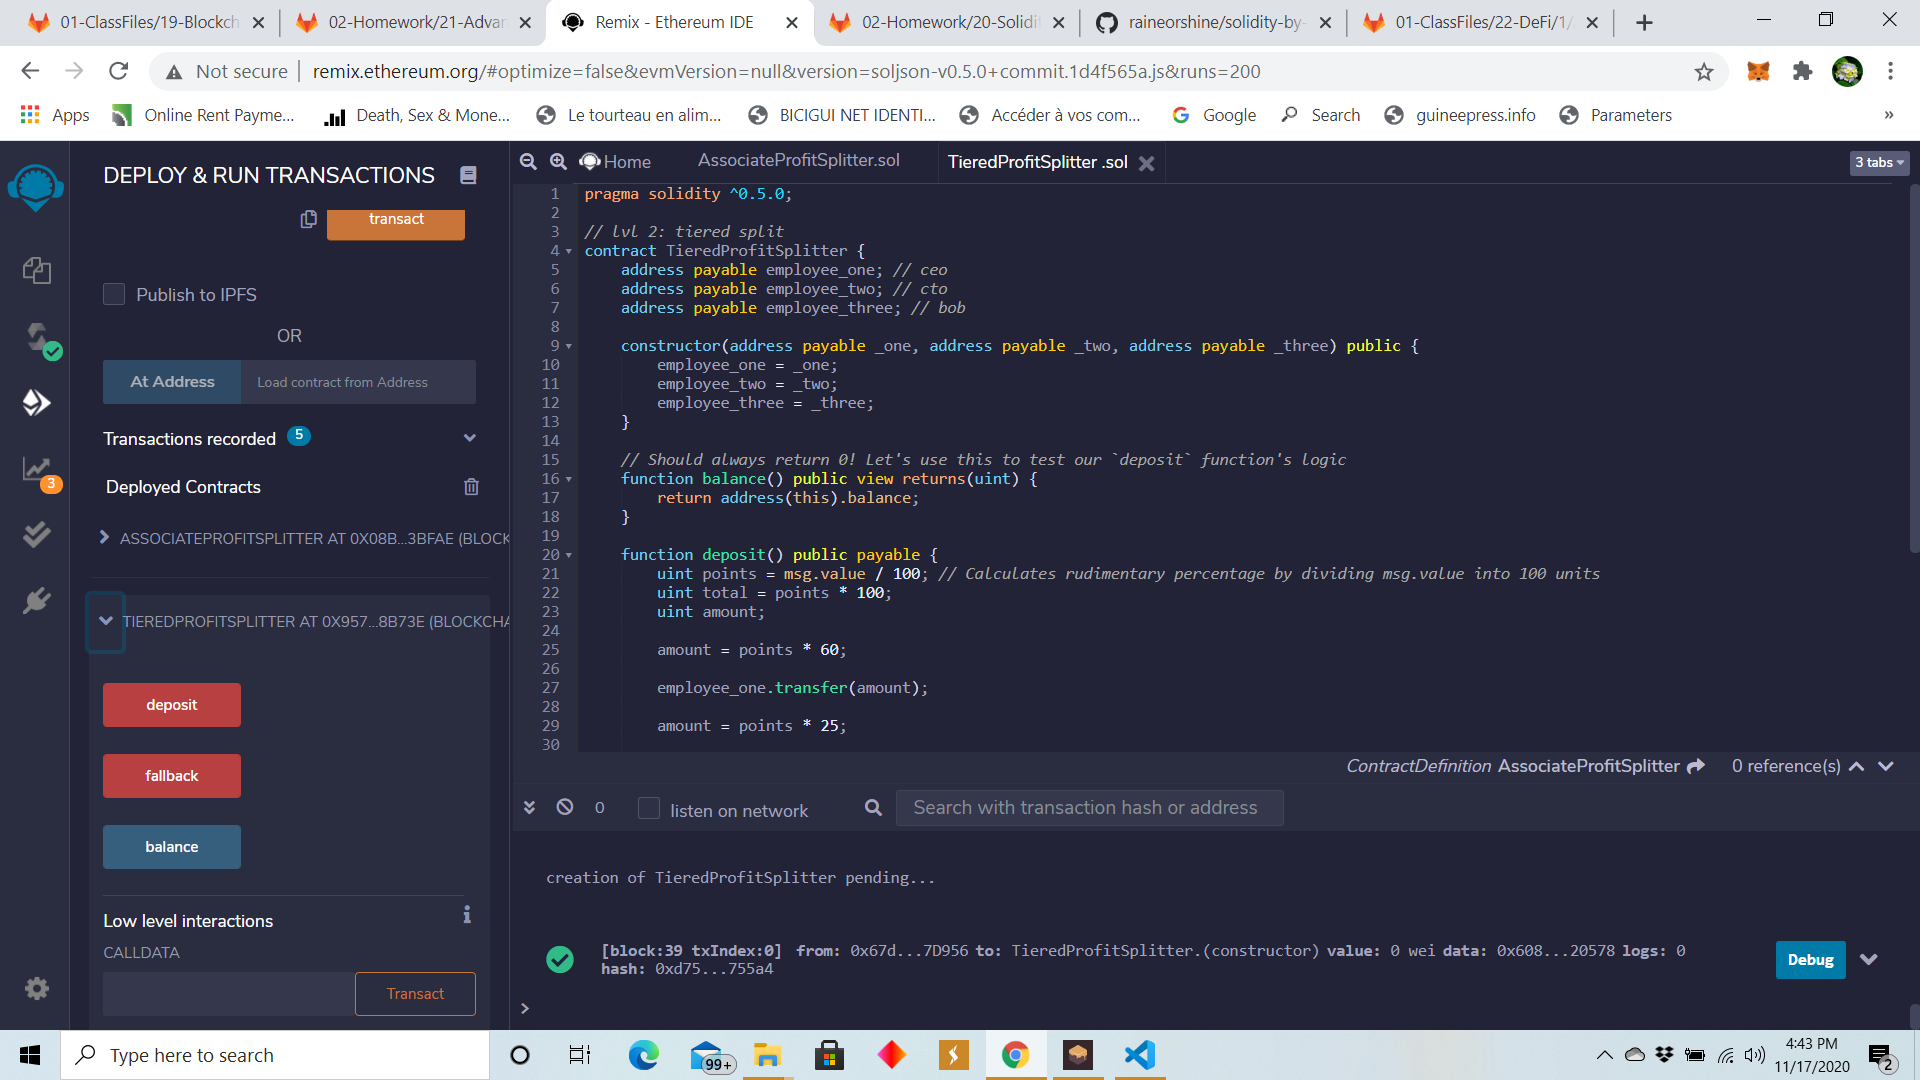 01-ClassFiles/19-Blockch
02-Homework/21-Advan
Remix - Ethereum IDE
02-Homework/20-Solidit
raineorshine/solidity-by-
01-ClassFiles/22-DeFi/1/
Not secure
remix.ethereum.org/#optimize=false&evmVersion=null&version=soljson-v0.5.0+commit.1d4f565a.js&runs=200
Apps
Online Rent Payme...
Death, Sex & Mone...
Le tourteau en alim...
BICIGUI NET IDENTI...
Accéder à vos com...
Google
Search
guineepress.info
Parameters
»
DEPLOY & RUN TRANSACTIONS
transact
Publish to IPFS
OR
At Address
Load contract from Address
Transactions recorded 5
Deployed Contracts
ASSOCIATEPROFITSPLITTER AT 0X08B...3BFAE (BLOCK
TIEREDPROFITSPLITTER AT 0X957...8B73E (BLOCKCHA
deposit
fallback
balance
Low level interactions
CALLDATA
Transact
3
Home
AssociateProfitSplitter.sol
TieredProfitSplitter .sol
3 tabs
1 pragma solidity ^0.5.0;
2
3 // lvl 2: tiered split
4 contract TieredProfitSplitter {
5 address payable employee_one; // ceo
6 address payable employee_two; // cto
7 address payable employee_three; // bob
8
9 constructor(address payable _one, address payable _two, address payable _three) public {
10 employee_one = _one;
11 employee_two = _two;
12 employee_three = _three;
13 }
14
15 // Should always return 0! Let's use this to test our `deposit` function's logic
16 function balance() public view returns(uint) {
17 return address(this).balance;
18 }
19
20 function deposit() public payable {
21 uint points = msg.value / 100; // Calculates rudimentary percentage by dividing msg.value into 100 units
22 uint total = points * 100;
23 uint amount;
24
25 amount = points * 60;
26
27 employee_one.transfer(amount);
28
29 amount = points * 25;
30
ContractDefinition AssociateProfitSplitter
0 reference(s)
0
listen on network
Search with transaction hash or address
creation of TieredProfitSplitter pending...
[block:39 txIndex:0] from: 0x67d...7D956 to: TieredProfitSplitter.(constructor) value: 0 wei data: 0x608...20578 logs: 0
hash: 0xd75...755a4
Debug
>
Type here to search
99+
4:43 PM
11/17/2020
2